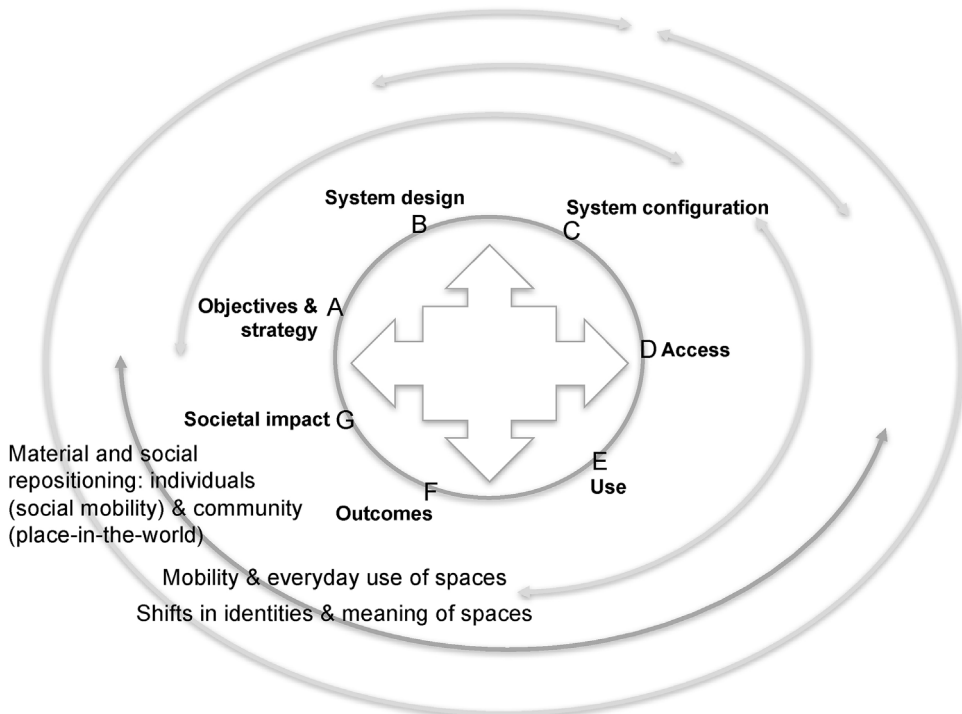 System design
B
System configuration
C
Objectives &
strategy
A
D
Access
Societal impact
G
Material and social
repositioning: individuals
(social mobility) & community
(place-in-the-world)
E
Use
F
Outcomes
Mobility & everyday use of spaces
Shifts in identities & meaning of spaces